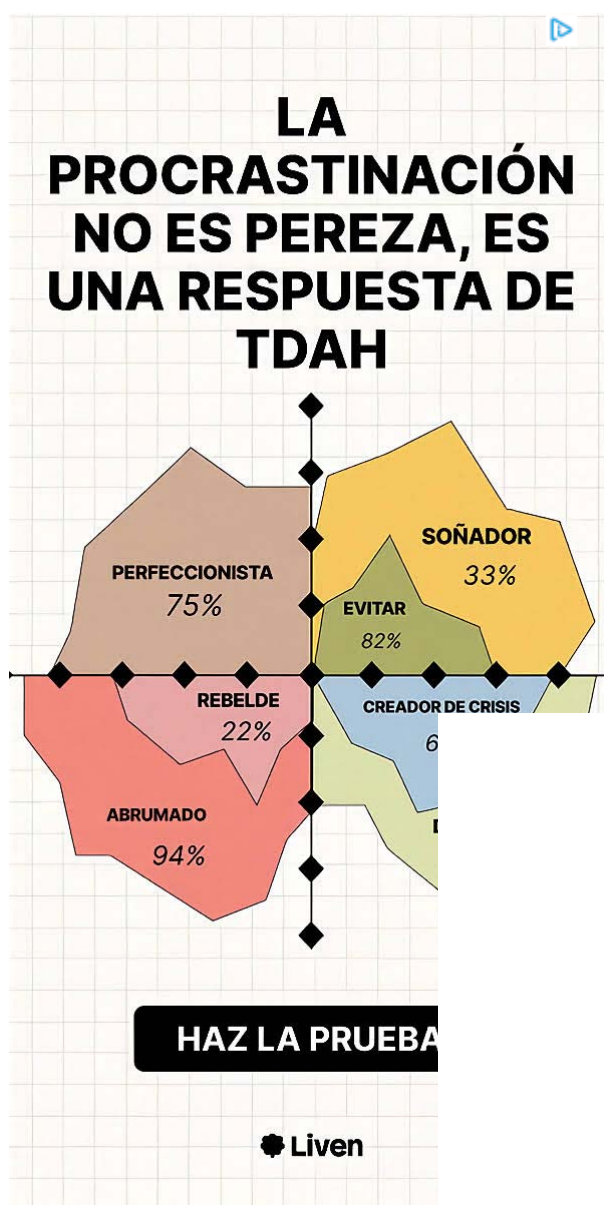 LA
PROCRASTINACIÓN
NO ES PEREZA, ES
UNA RESPUESTA DE
TDAH
SOÑADOR
33%
PERFECCIONISTA
75%
EVITAR
82%
REBELDE
22%
CREADOR DE CRISIS
ABRUMADO
94%
HAZ LA PRUEBA
Liven